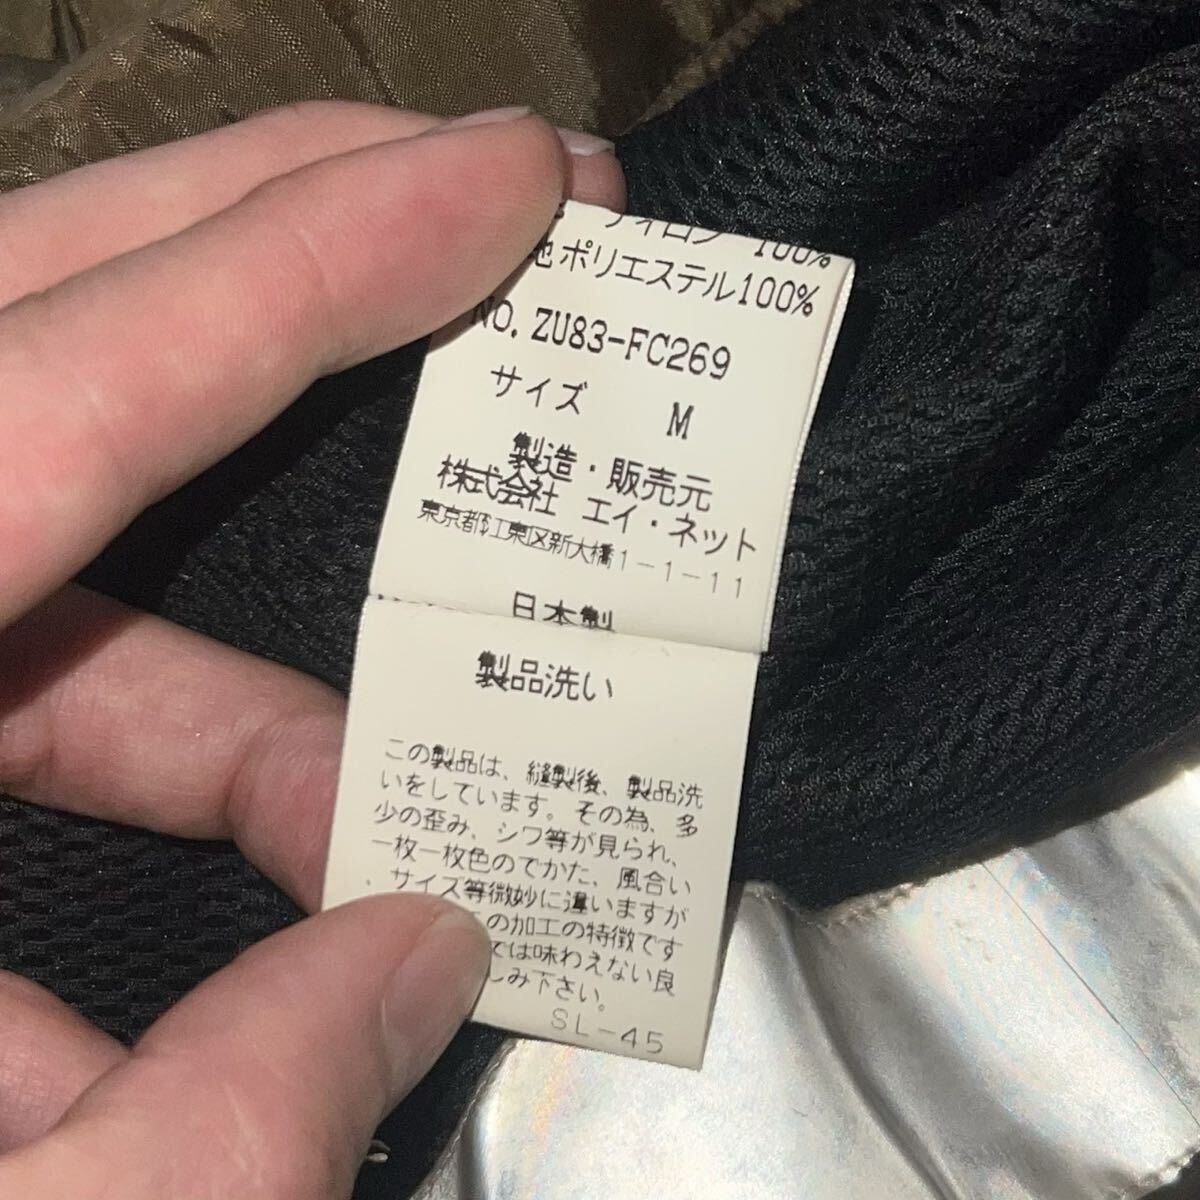 ナイロン 100%
地 ポリエステル100%
NO. ZU83-FC269
サイズ M
製造・販売元
株式会社 エイ・ネット
東京都江東区新大橋1-1-11
日本製
製品洗い
この製品は、縫製後、製品洗
いをしています。その為、多
少の歪み、シワ等が見られ、
一枚一枚色のでかた、風合い
、サイズ等微妙に違いますが
の加工の特徴です
では味わえない良
しみ下さい。
SL-45